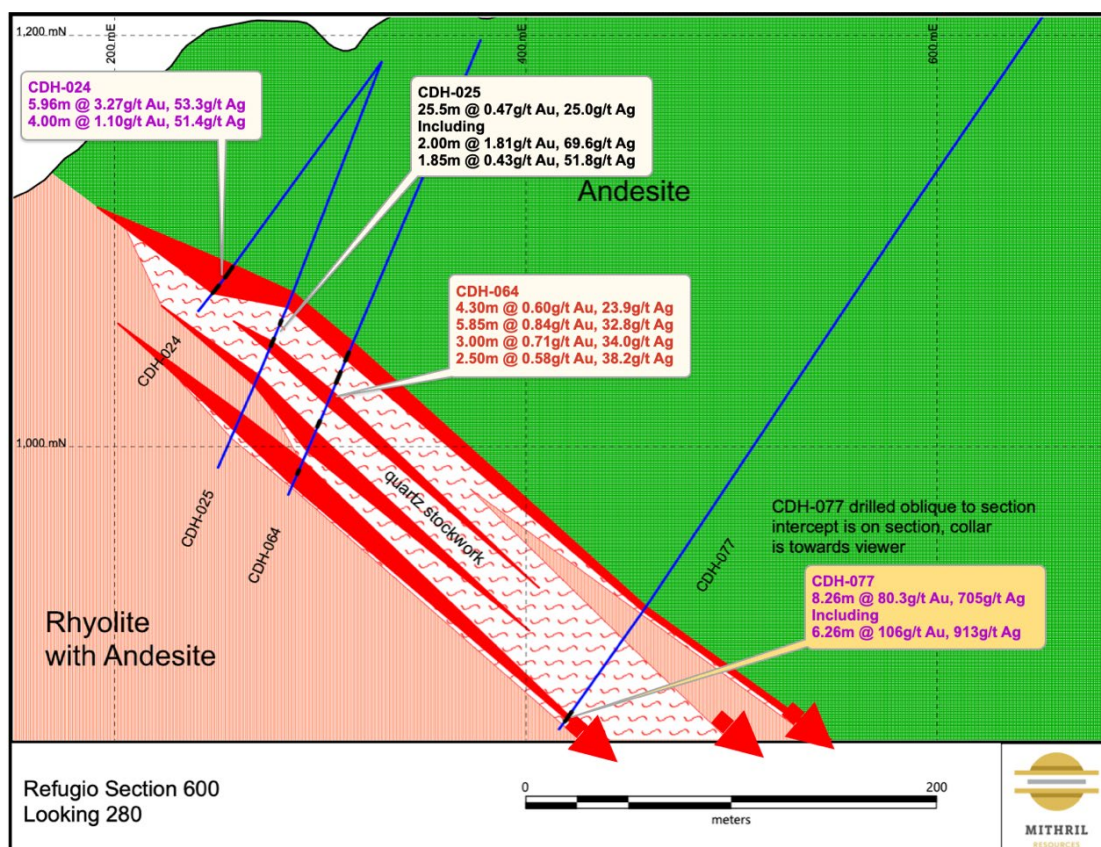 1,200 mN
200 mE
400 mE
600 mE
CDH-024
5.96m @ 3.27g/t Au, 53.3g/t Ag
4.00m @ 1.10g/t Au, 51.4g/t Ag
CDH-025
25.5m @ 0.47g/t Au, 25.0g/t Ag
Including
2.00m @ 1.81g/t Au, 69.6g/t Ag
1.85m @ 0.43g/t Au, 51.8g/t Ag
Andesite
CDH-064
4.30m @ 0.60g/t Au, 23.9g/t Ag
5.85m @ 0.84g/t Au, 32.8g/t Ag
3.00m @ 0.71g/t Au, 34.0g/t Ag
2.50m @ 0.58g/t Au, 38.2g/t Ag
CDH-024
1,000 mN
CDH-025
CDH-064
quartz stockwork
CDH-077
CDH-077 drilled oblique to section
intercept is on section, collar
is towards viewer
CDH-077
8.26m @ 80.3g/t Au, 705g/t Ag
Including
6.26m @ 106g/t Au, 913g/t Ag
Rhyolite
with Andesite
Refugio Section 600
Looking 280
0
200
meters
MITHRIL
RESOURCES